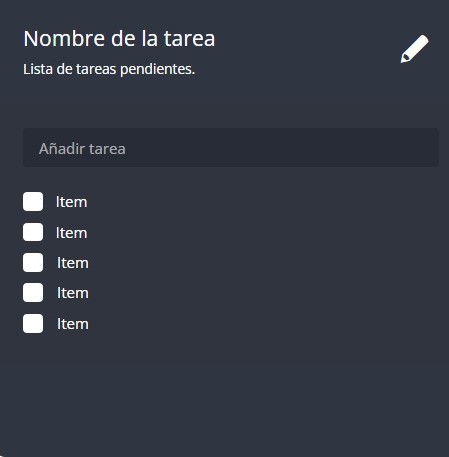 Nombre de la tarea
Lista de tareas pendientes.
Añadir tarea
Item
Item
Item
Item
Item